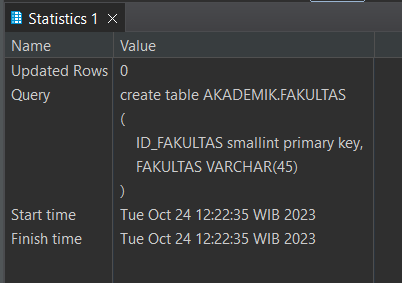 Statistics 1
Name Value
Updated Rows 0
Query create table AKADEMIK.FAKULTAS
(
ID_FAKULTAS smallint primary key,
FAKULTAS VARCHAR(45)
)
Start time Tue Oct 24 12:22:35 WIB 2023
Finish time Tue Oct 24 12:22:35 WIB 2023